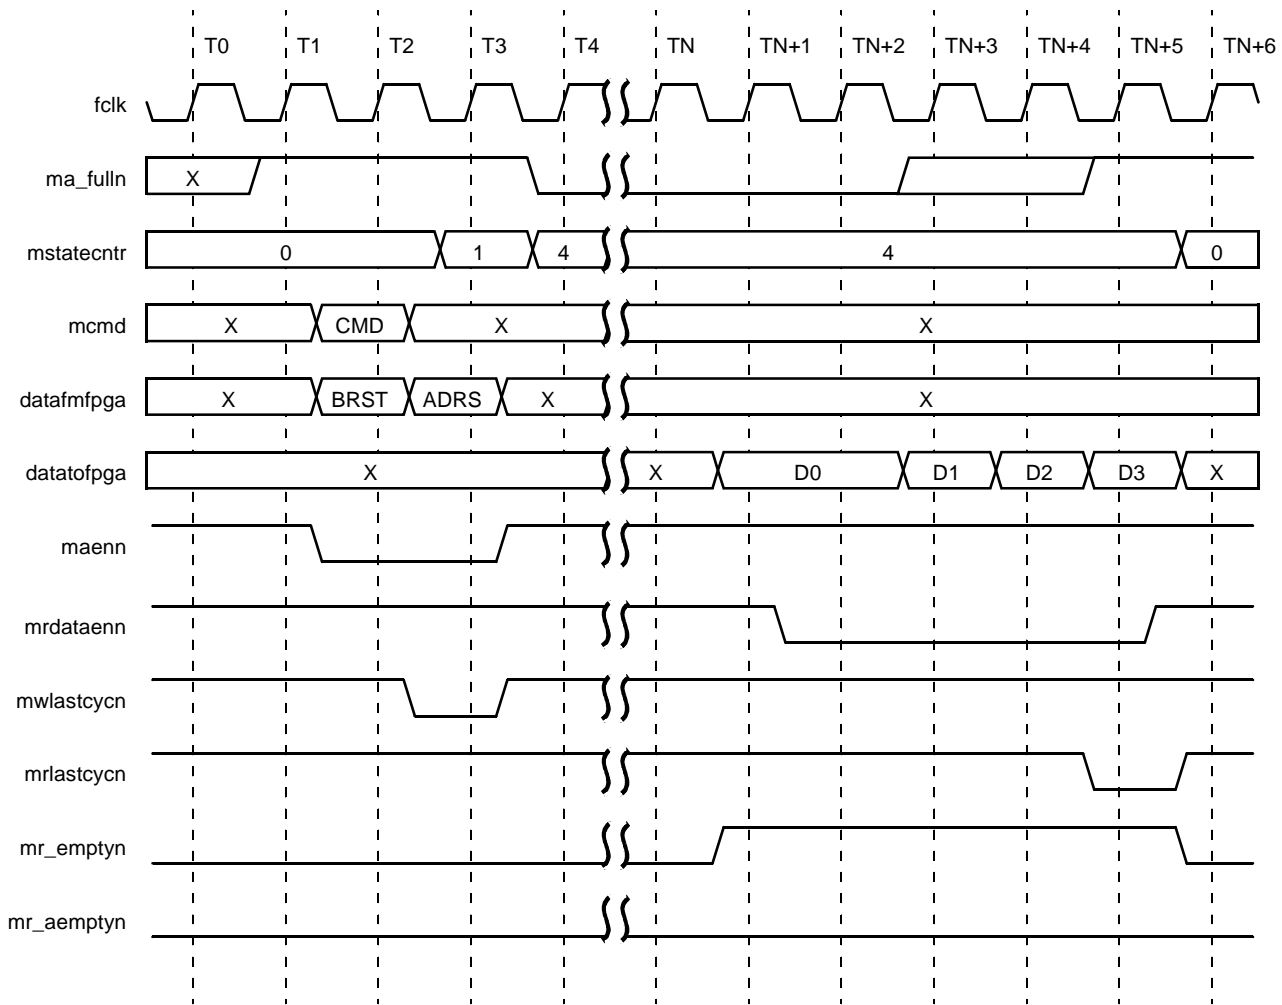 T0 T1 T2 T3 T4 TN TN+1 TN+2 TN+3 TN+4 TN+5 TN+6
fclk
ma_fulln X
mstatecntr 0 1 4 4 0
mcmd X CMD X X
datafmfpga X BRST ADRS X X
datatofpga X X D0 D1 D2 D3 X
maenn
mrdataenn
mwlastcycn
mrlastcycn
mr_emptyn
mr_aemptyn